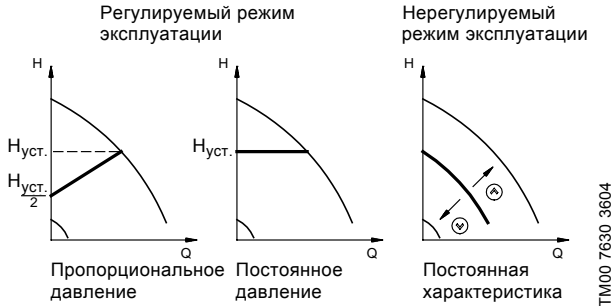 Регулируемый режим
эксплуатации
Нерегулируемый
режим эксплуатации
H
Hуст.
Hуст.
2
Q
Пропорциональное
давление
H
Hуст.
Q
Постоянное
давление
H
Q
Постоянная
характеристика
TM00 7630 3604